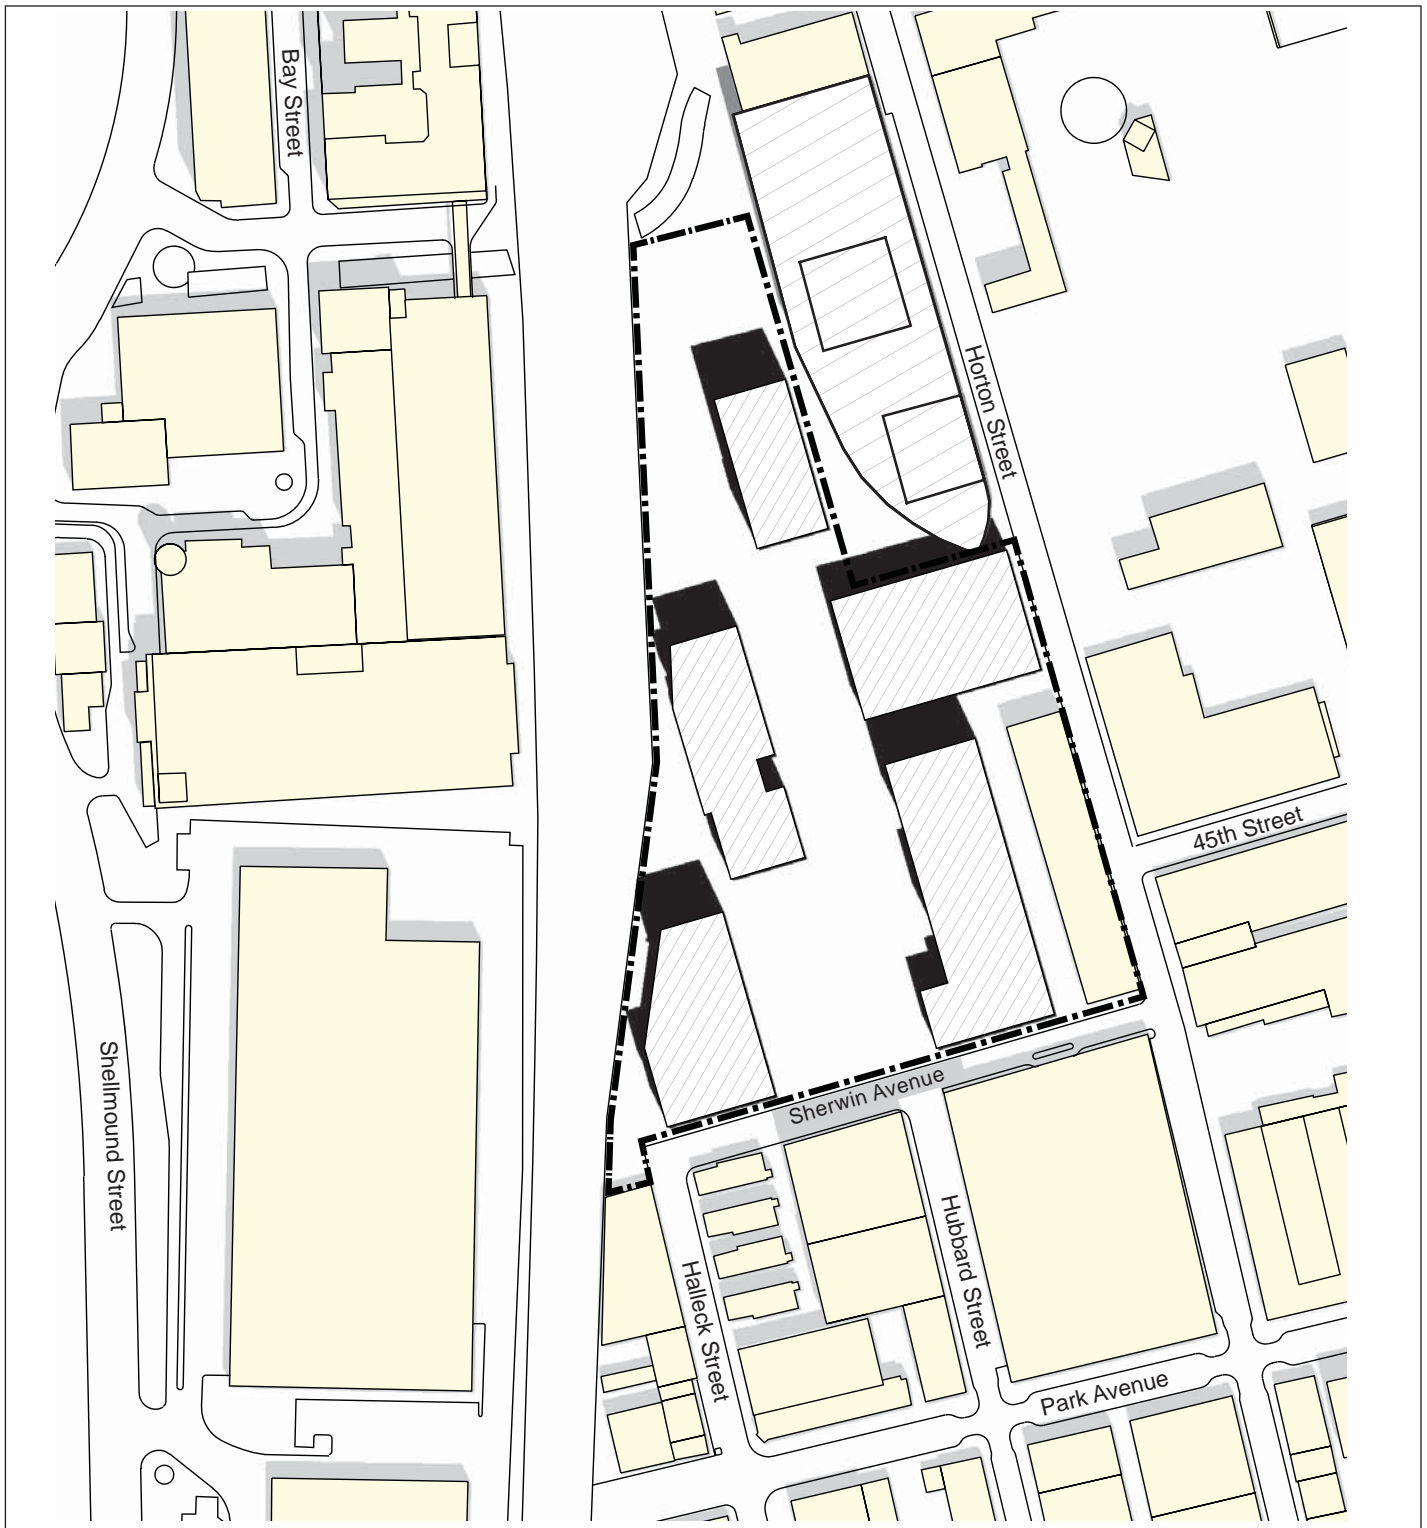 Bay Street
Horton Street
45th Street
Shellmound Street
Sherwin Avenue
Hubbard Street
Halleck Street
Park Avenue